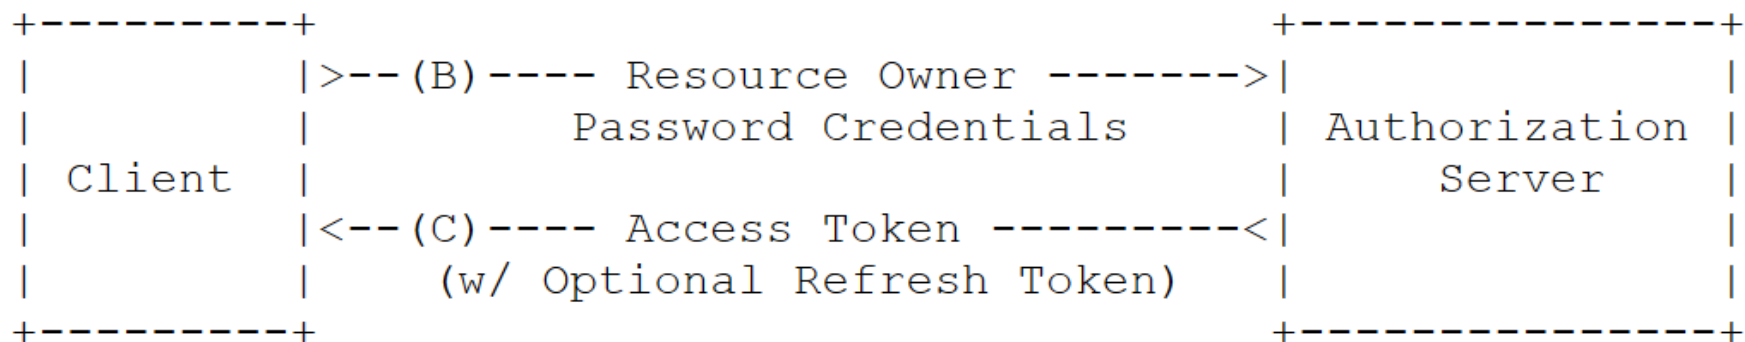 +---------+                                  +---------------+
|         |>--(B)---- Resource Owner ------->|               |
|         |         Password Credentials     | Authorization |
| Client  |                                  |     Server    |
|         |<--(C)---- Access Token ---------<|               |
|         |    (w/ Optional Refresh Token)   |               |
+---------+                                  +---------------+